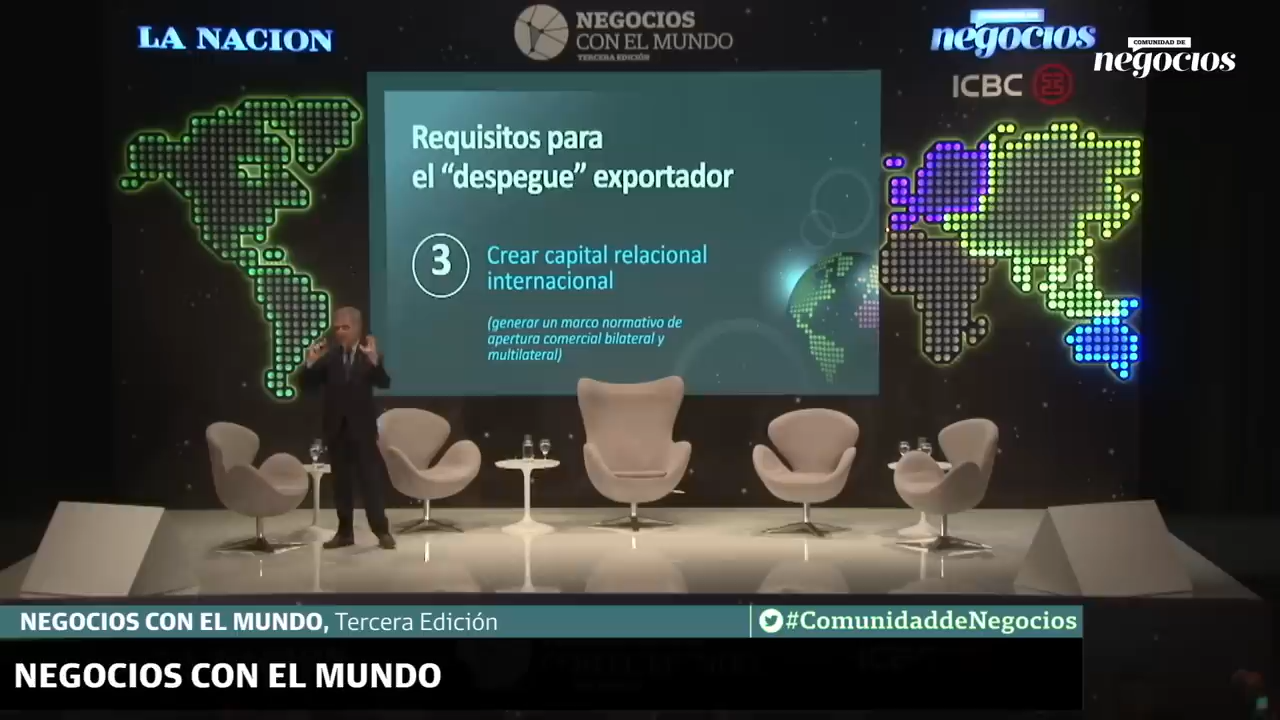 LA NACION
NEGOCIOS
CON EL MUNDO
TERCERA EDICIÓN
negocios
COMUNIDAD DE
negocios
ICBC
Requisitos para
el “despegue” exportador
3
Crear capital relacional
internacional
(generar un marco normativo de
apertura comercial bilateral y
multilateral)
NEGOCIOS CON EL MUNDO, Tercera Edición
#ComunidaddeNegocios
NEGOCIOS CON EL MUNDO